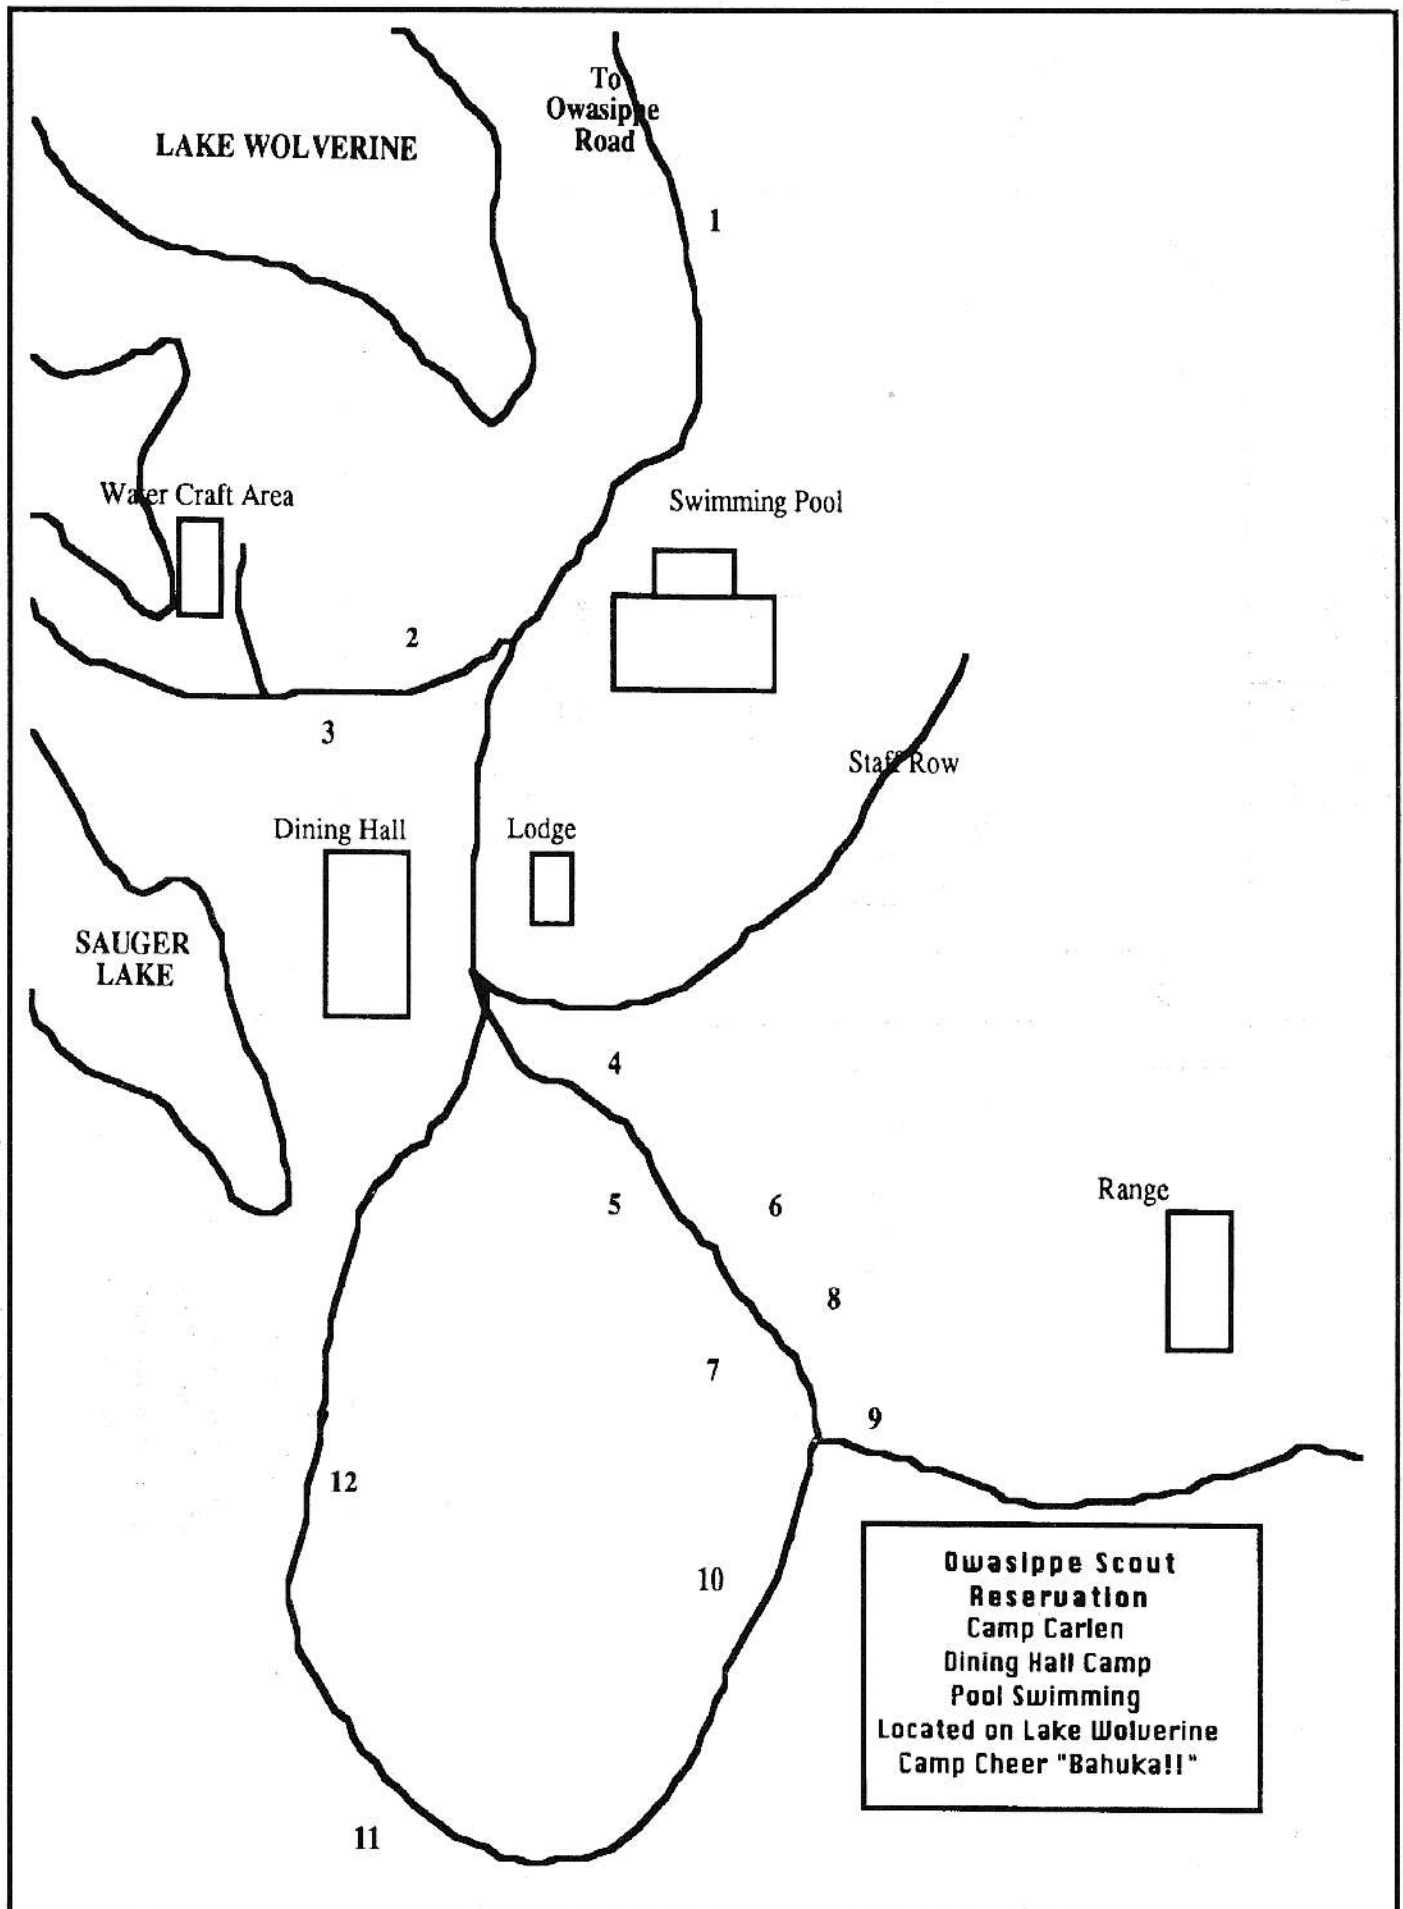 To
Owasippe
Road
LAKE WOLVERINE
1
Water Craft Area
Swimming Pool
2
3
Staff Row
Dining Hall
Lodge
SAUGER
LAKE
4
5
6
Range
8
7
9
12
10
11
Owasippe Scout
Reservation
Camp Carlen
Dining Hall Camp
Pool Swimming
Located on Lake Wolverine
Camp Cheer "Bahuka!!"